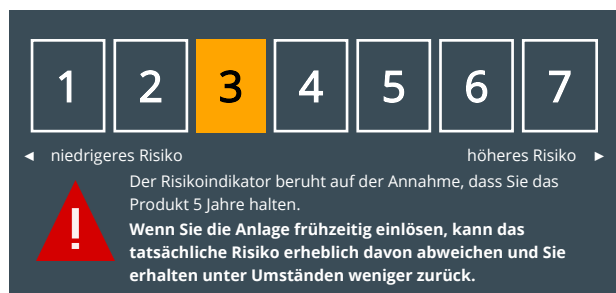 1 2 3 4 5 6 7
◄ niedrigeres Risiko höheres Risiko ►
Der Risikoindikator beruht auf der Annahme, dass Sie das
Produkt 5 Jahre halten.
Wenn Sie die Anlage frühzeitig einlösen, kann das
tatsächliche Risiko erheblich davon abweichen und Sie
erhalten unter Umständen weniger zurück.
!